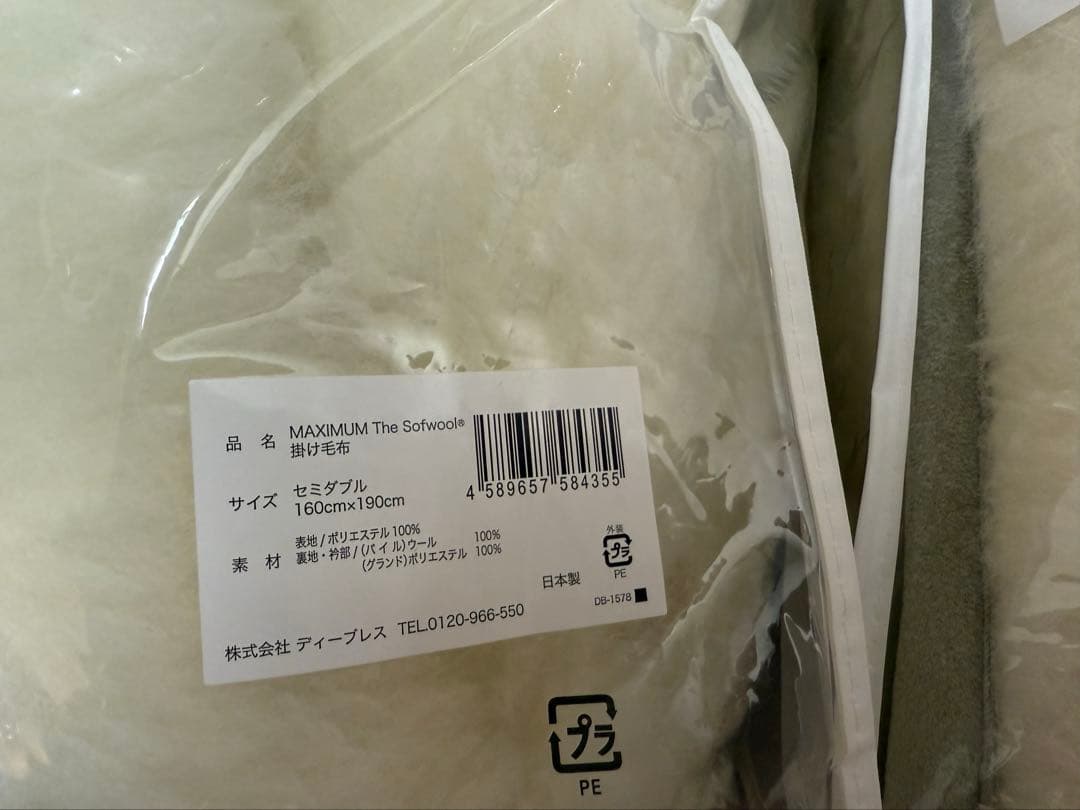 品 名 MAXIMUM The Sofwool®
掛け毛布
4 589657 584355
サイズ セミダブル
160cm×190cm
素 材 表地/ポリエステル100%
裏地・衿部/(パイル)ウール 100%
(グランド)ポリエステル 100%
外装
プラ
PE
日本製
DB-1578
株式会社 ディーブレス TEL.0120-966-550
プラ
PE